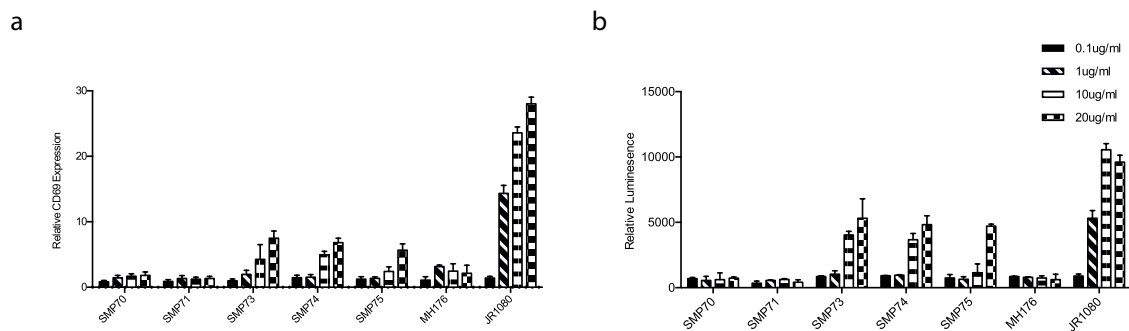 a
b
0.1ug/ml
1ug/ml
10ug/ml
20ug/ml
Relative CD69 Expression
30
20
10
0
SMP70
SMP71
SMP73
SMP74
SMP75
MH176
JR1080
Relative Luminesence
15000
10000
5000
0
SMP70
SMP71
SMP73
SMP74
SMP75
MH176
JR1080